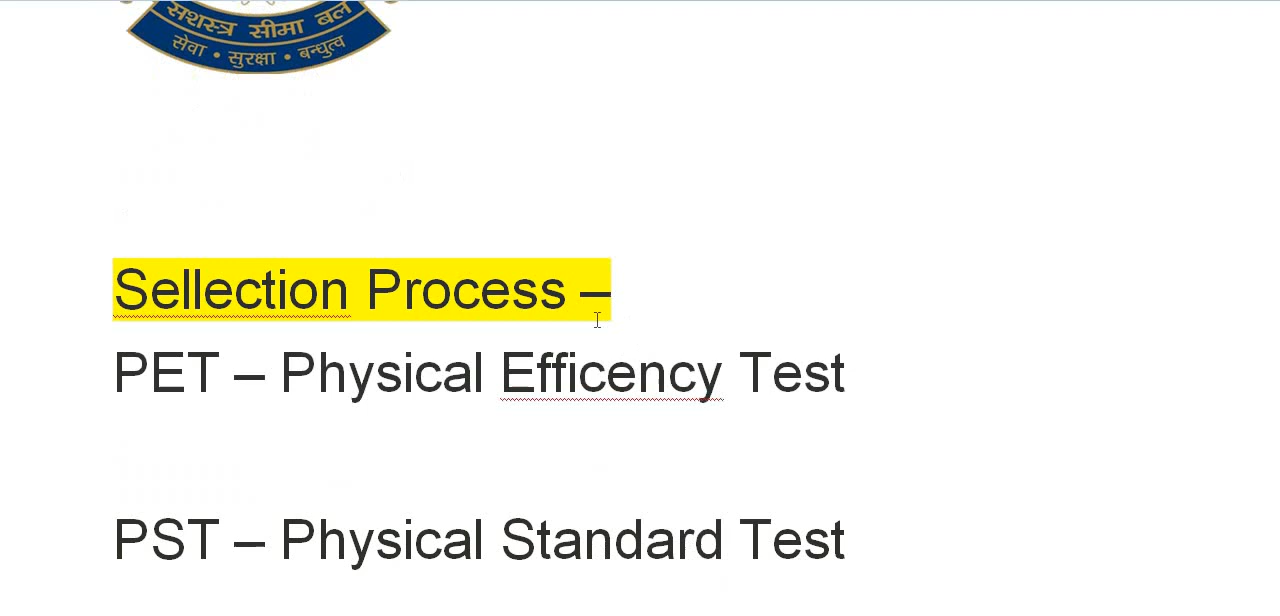 सशस्त्र सीमा बल
सेवा • सुरक्षा • बन्धुत्व
Sellection Process –
PET – Physical Efficency Test
PST – Physical Standard Test